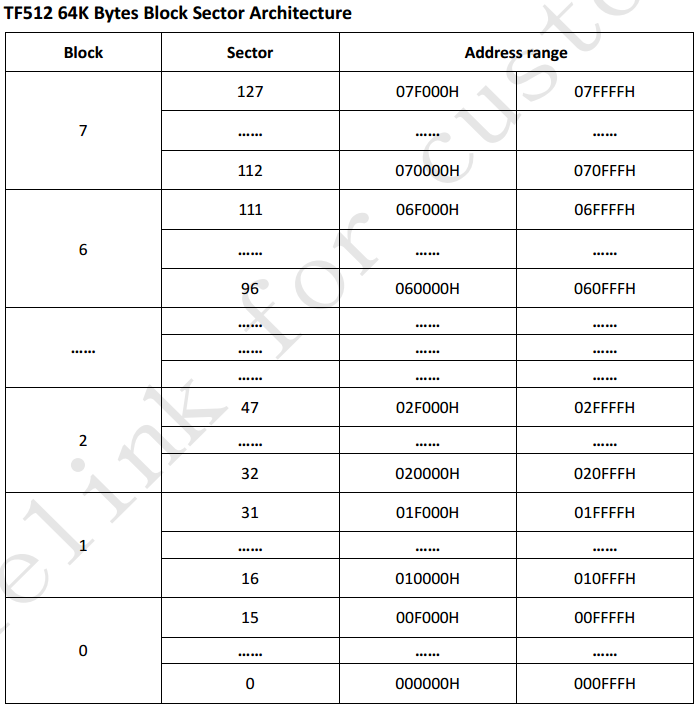 TF512 64K Bytes Block Sector Architecture
Block Sector Address range
7
127 07F000H 07FFFFH
...... ...... ......
112 070000H 070FFFH
6
111 06F000H 06FFFFH
...... ...... ......
96 060000H 060FFFH
......
...... ...... ......
...... ...... ......
...... ...... ......
2
47 02F000H 02FFFFH
...... ...... ......
32 020000H 020FFFH
1
31 01F000H 01FFFFH
...... ...... ......
16 010000H 010FFFH
0
15 00F000H 00FFFFH
...... ...... ......
0 000000H 000FFFH
elink for custo